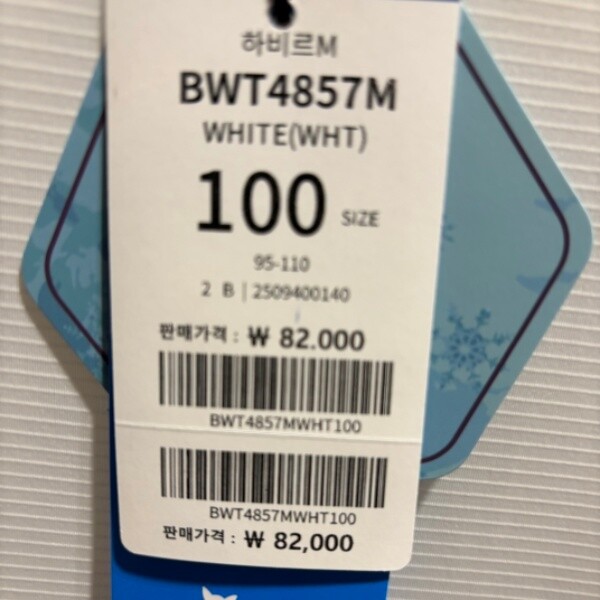 하비르M
BWT4857M
WHITE(WHT)
100 SIZE
95-110
2 B | 2509400140
판매가격 : ₩ 82.000
BWT4857MWHT100
BWT4857MWHT100
판매가격 : ₩ 82,000